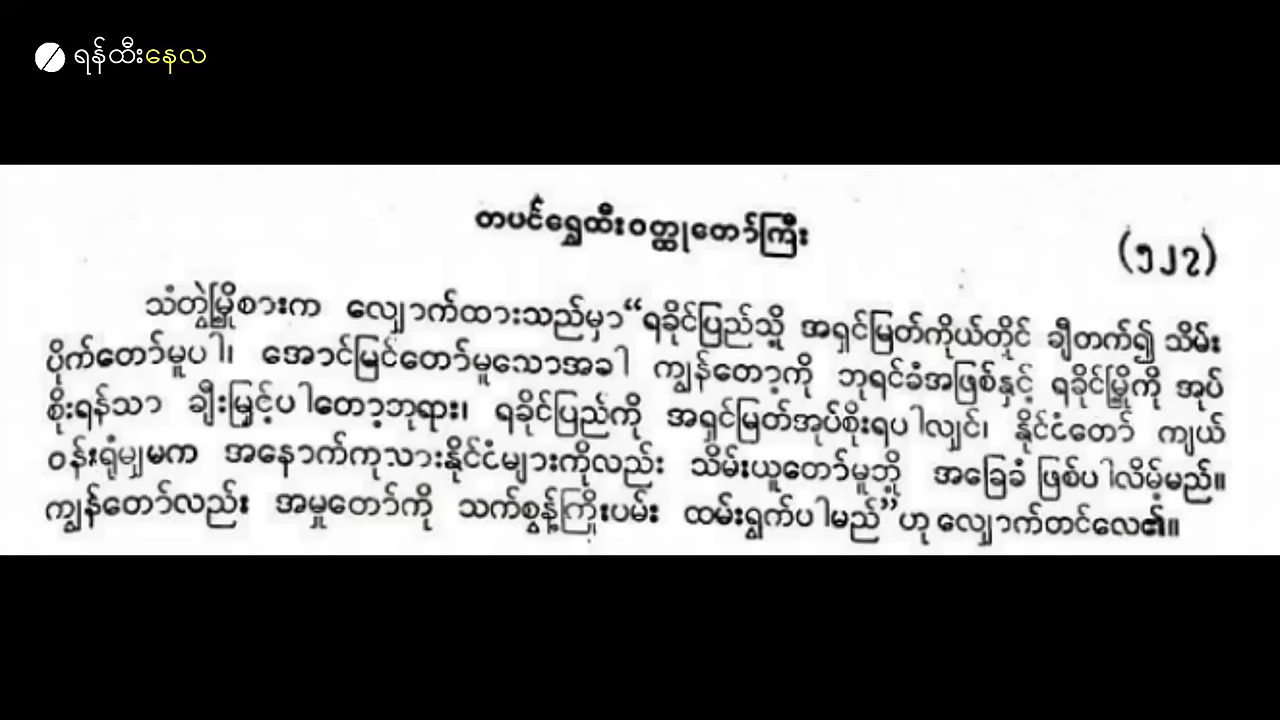 ရန်ထီးနေလ
တပင်ရွှေထီးဝတ္ထုတော်ကြီး
(၅၂၇)
သံတွဲမြို့စားက လျှောက်ထားသည်မှာ “ရခိုင်ပြည်သို့ အရှင်မြတ်ကိုယ်တိုင် ချီတက်၍ သိမ်း
ပိုက်တော်မူပါ၊ အောင်မြင်တော်မူသောအခါ ကျွန်တော့ကို ဘုရင်ခံအဖြစ်နှင့် ရခိုင်မြို့ကို အုပ်
စိုးရန်သာ ချီးမြှင့်ပါတော့ဘုရား၊ ရခိုင်ပြည်ကို အရှင်မြတ်အုပ်စိုးရပါလျှင်၊ နိုင်ငံတော် ကျယ်
ဝန်းရုံမျှမက အနောက်ကုသားနိုင်ငံများကိုလည်း သိမ်းယူတော်မူဘို့ အခြေခံ ဖြစ်ပါလိမ့်မည်။
ကျွန်တော်လည်း အမှုတော်ကို သက်စွန့်ကြိုးပမ်း ထမ်းရွက်ပါမည်” ဟု လျှောက်တင်လေ၏။